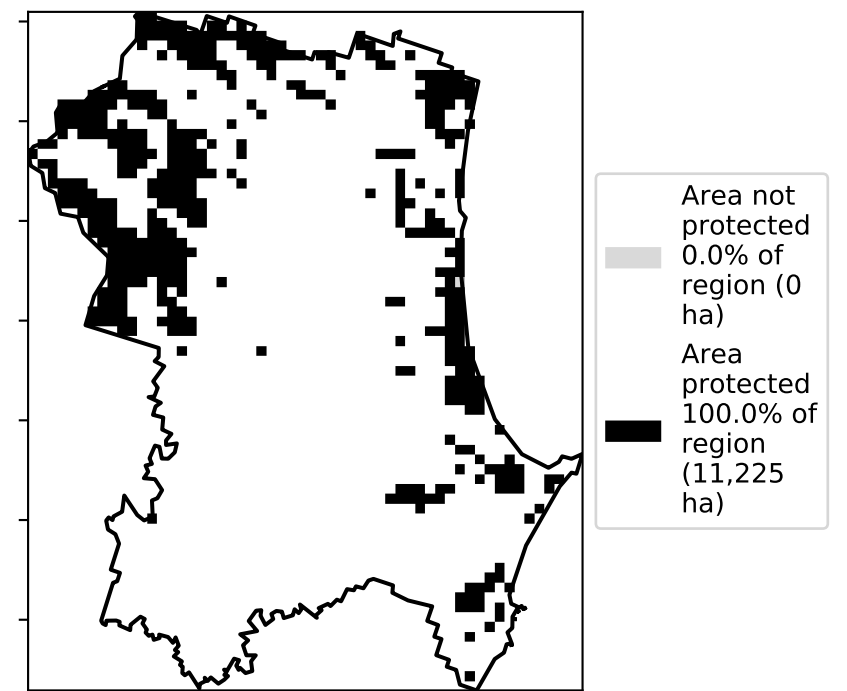 Area not
protected
0.0% of
region (0
ha)
Area
protected
100.0% of
region
(11,225
ha)